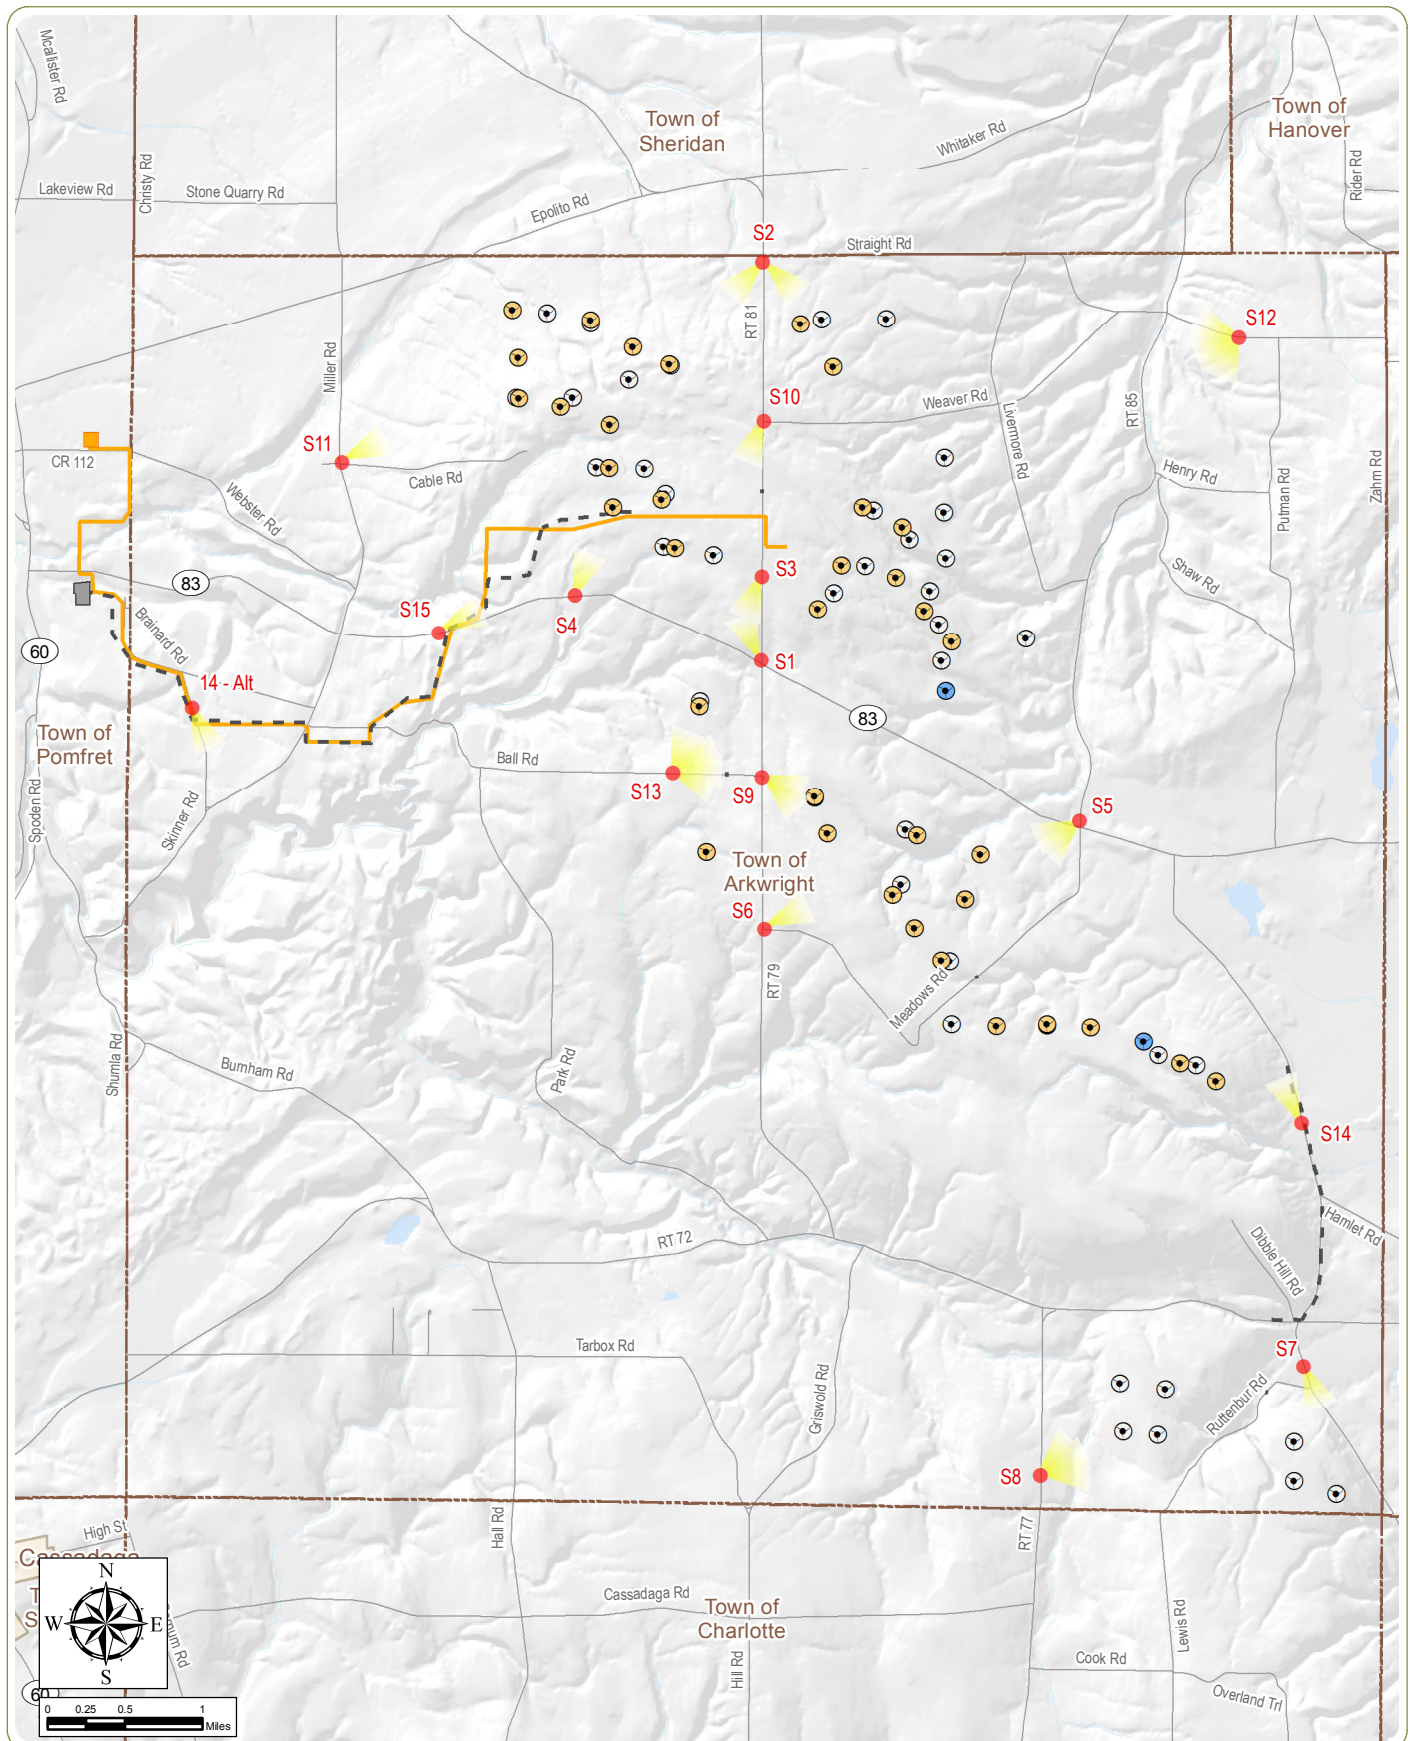 Mcallister Rd
Town of
Sheridan
Town of
Hanover
Whitaker Rd
Christy Rd
Rider Rd
Lakeview Rd
Stone Quarry Rd
Epolito Rd
S2
Straight Rd
RT 81
S12
Miller Rd
S10
Weaver Rd
Livermore Rd
RT 85
S11
CR 112
Cable Rd
Webster Rd
Henry Rd
Putman Rd
Zahm Rd
83
S3
Shaw Rd
S15
S4
Brainard Rd
60
S1
14 - Alt
83
Town of
Pomfret
Ball Rd
S13
S9
Spoden Rd
Skinner Rd
S5
Town of
Arkwright
S6
RT 79
Meadows Rd
Shumla Rd
Burnham Rd
Park Rd
S14
Hamlet Rd
Dibble Hill Rd
RT 72
Tarbox Rd
S7
Griswold Rd
Ruttenbur Rd
S8
Hall Rd
RT 77
High St
Cassadaga
N
W
E
S
Cassadaga Rd
Town of
Charlotte
Lewis Rd
Hill Rd
Cook Rd
Overland Trl
60
0 0.25 0.5 1
Miles